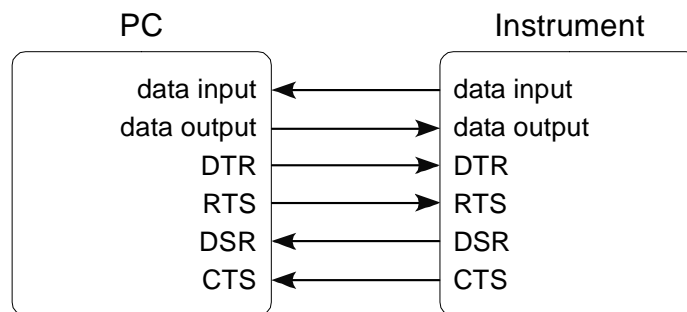 PC Instrument
data input data input
data output data output
DTR DTR
RTS RTS
DSR DSR
CTS CTS